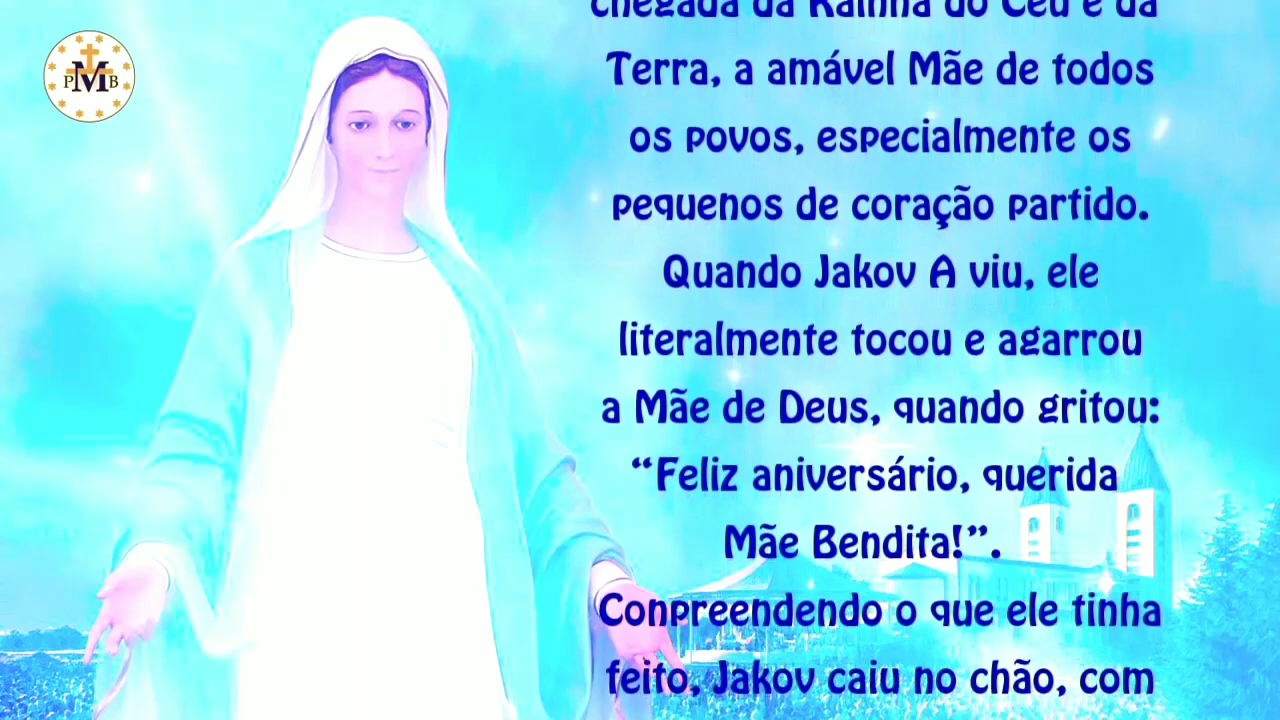 P M B
chegada da Rainha do Céu e da
Terra, a amável Mãe de todos
os povos, especialmente os
pequenos de coração partido.
Quando Jakov A viu, ele
literalmente tocou e agarrou
a Mãe de Deus, quando gritou:
“Feliz aniversário, querida
Mãe Bendita!”.
Conpreendendo o que ele tinha
feito, Jakov caiu no chão, com